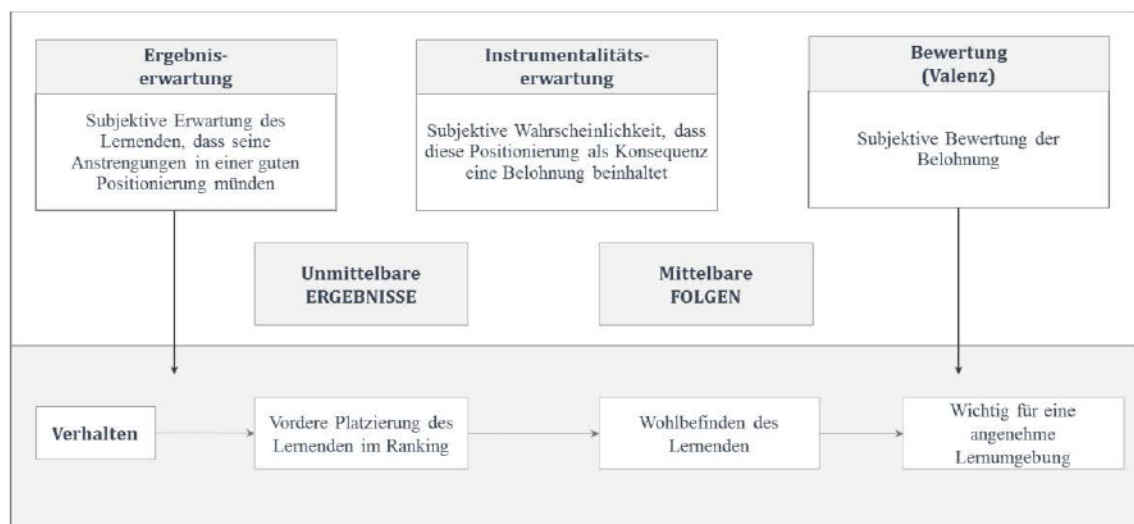 Ergebnis-
erwartung
Subjektive Erwartung des
Lernenden, dass seine
Anstrengungen in einer guten
Positionierung münden
Instrumentalitäts-
erwartung
Subjektive Wahrscheinlichkeit, dass
diese Positionierung als Konsequenz
eine Belohnung beinhaltet
Bewertung
(Valenz)
Subjektive Bewertung der
Belohnung
Unmittelbare
ERGEBNISSE
Mittelbare
FOLGEN
Verhalten
Vordere Platzierung des
Lernenden im Ranking
Wohlbefinden des
Lernenden
Wichtig für eine
angenehme
Lernumgebung